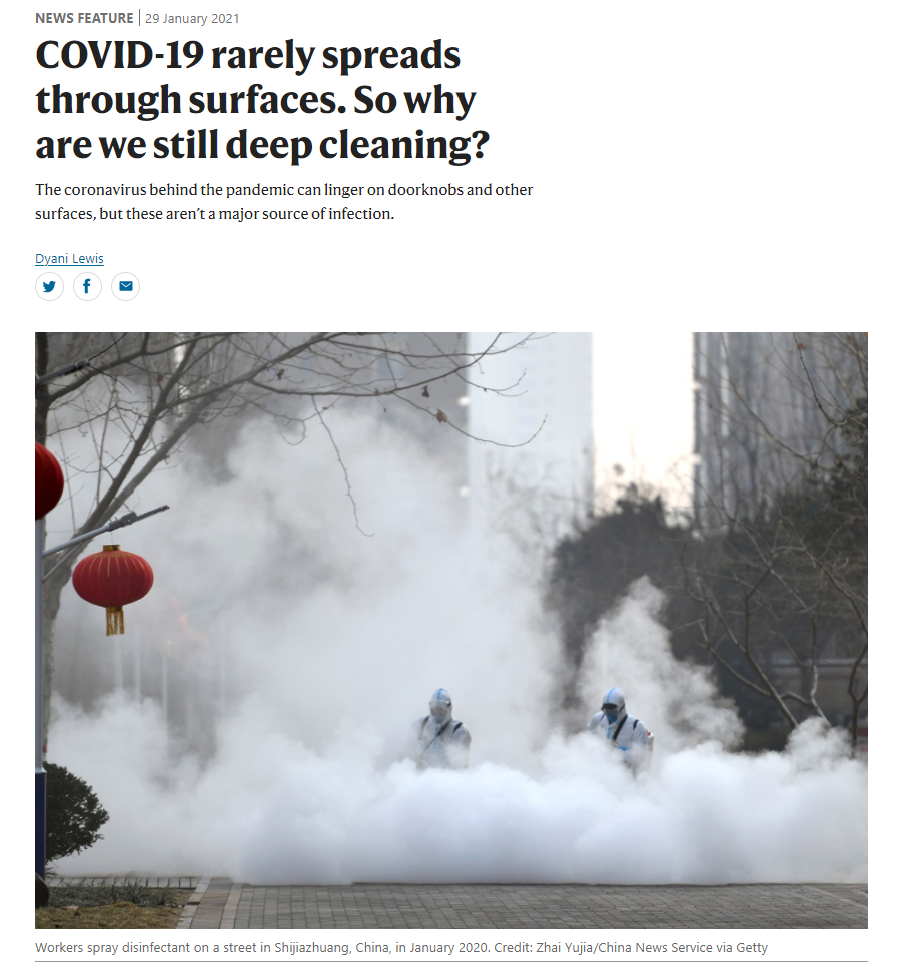 NEWS FEATURE | 29 January 2021
COVID-19 rarely spreads
through surfaces. So why
are we still deep cleaning?
The coronavirus behind the pandemic can linger on doorknobs and other
surfaces, but these aren’t a major source of infection.
Dyani Lewis
Workers spray disinfectant on a street in Shijiazhuang, China, in January 2020. Credit: Zhai Yujia/China News Service via Getty